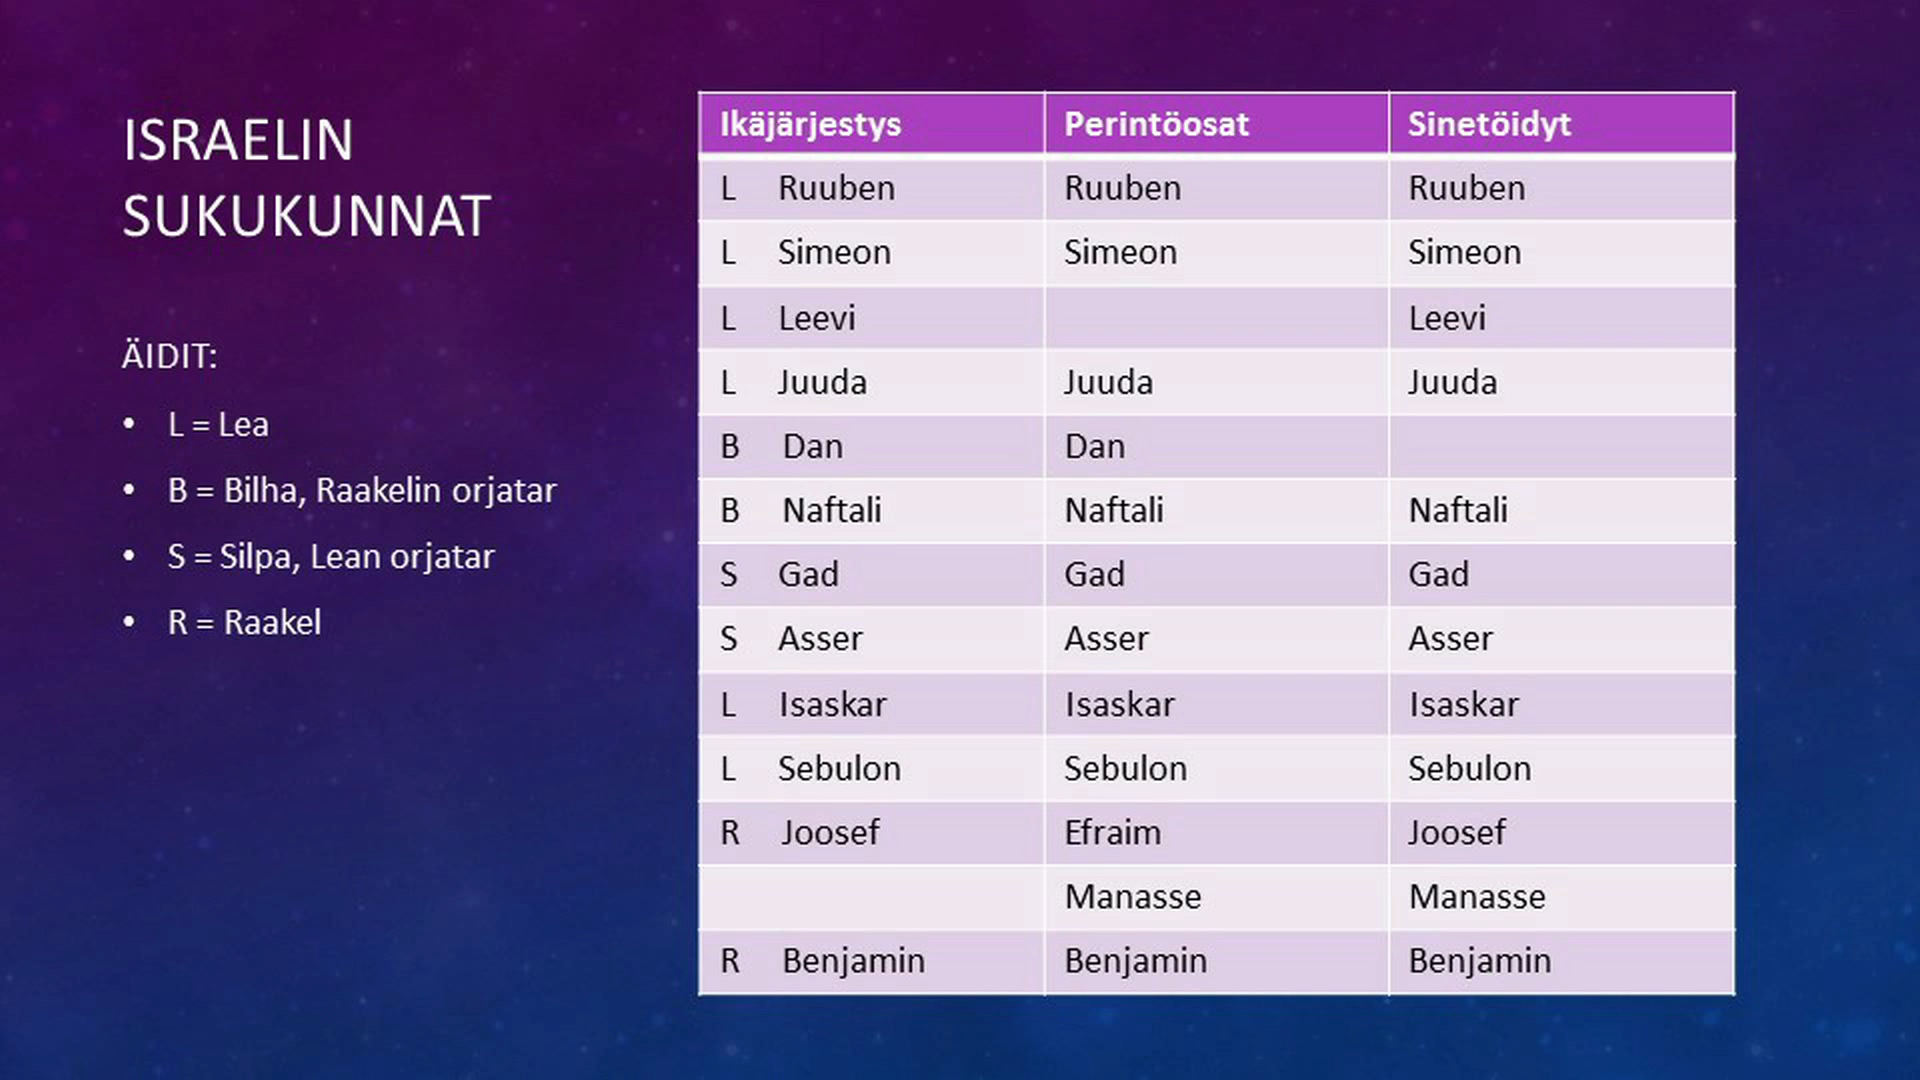 ISRAELIN
SUKUKUNNAT
ÄIDIT:
• L = Lea
• B = Bilha, Raakelin orjatar
• S = Silpa, Lean orjatar
• R = Raakel
Ikäjärjestys Perintöosat Sinetöidyt
L Ruuben Ruuben Ruuben
L Simeon Simeon Simeon
L Leevi Leevi
L Juuda Juuda Juuda
B Dan Dan
B Naftali Naftali Naftali
S Gad Gad Gad
S Asser Asser Asser
L Isaskar Isaskar Isaskar
L Sebulon Sebulon Sebulon
R Joosef Efraim Joosef
Manasse Manasse
R Benjamin Benjamin Benjamin